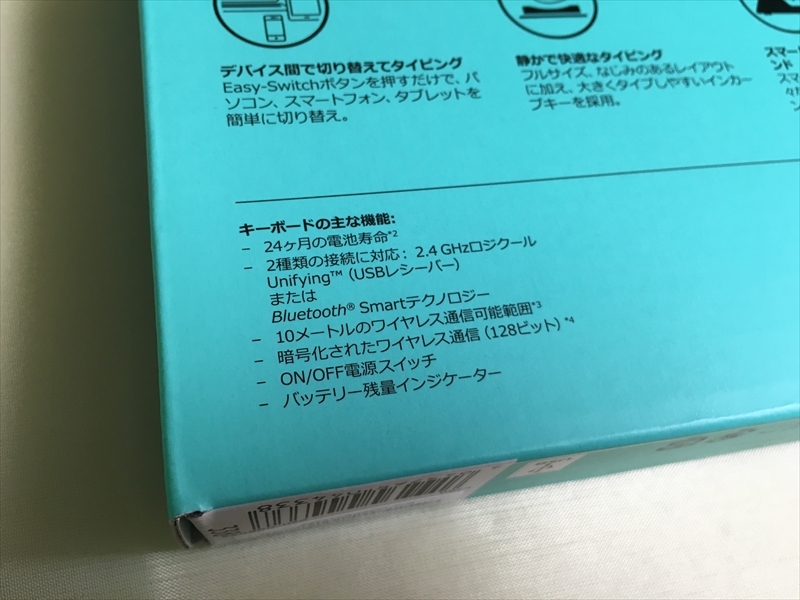 デバイス間で切り替えてタイピング
Easy-Switchボタンを押すだけで、パ
ソコン、スマートフォン、タブレットを
簡単に切り替え。
静かで快適なタイピング
フルサイズ、なじみのあるレイアウト
に加え、大きくタイプしやすいインカー
ブキーを採用。
スマー
ンド
スマ
キーボードの主な機能:
– 24ヶ月の電池寿命*2
– 2種類の接続に対応: 2.4 GHzロジクール
Unifying™（USBレシーバー）
または
Bluetooth® Smartテクノロジー
– 10メートルのワイヤレス通信可能範囲*3
– 暗号化されたワイヤレス通信（128ビット）*4
– ON/OFF電源スイッチ
– バッテリー残量インジケーター